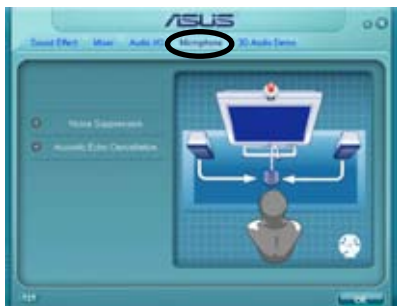 ASUS
Sound Effect Mixer Audio I/O Microphone 3D Audio Demo
Noise Suppression
Acoustic Echo Cancellation
OK